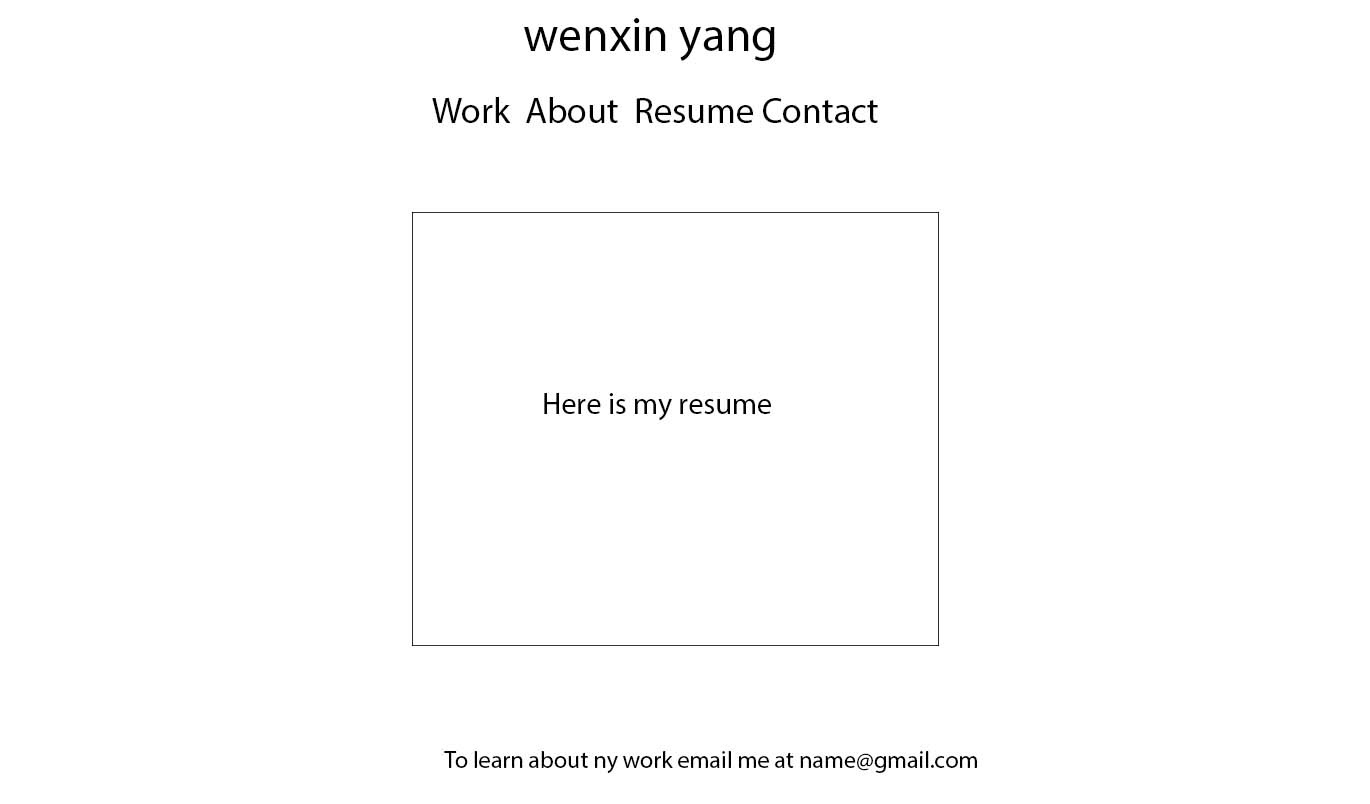 wenxin yang
Work About Resume Contact
Here is my resume
To learn about ny work email me at name@gmail.com